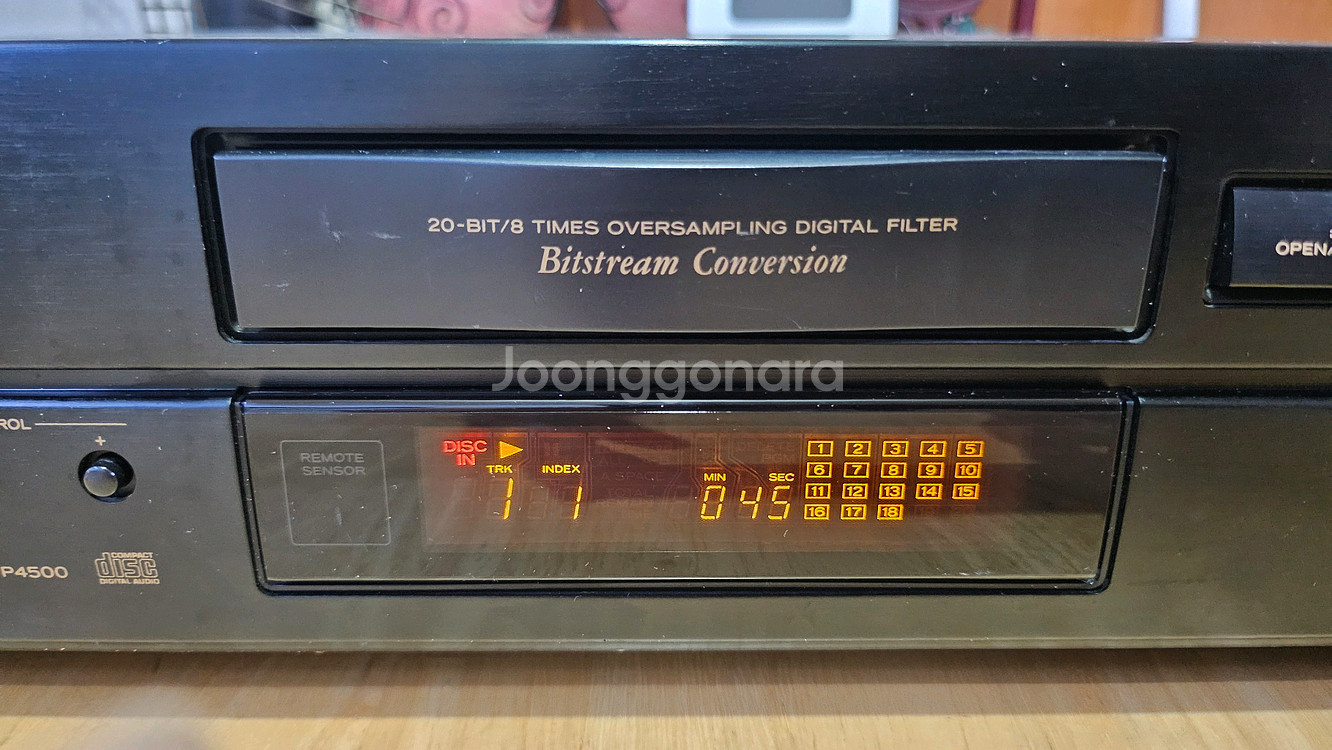 20-BIT/8 TIMES OVERSAMPLING DIGITAL FILTER
Bitstream Conversion
OPEN/
Joonggonara
ROL
+
REMOTE
SENSOR
DISC
IN
TRK INDEX MIN SEC
1 1 0 45
1 2 3 4 5
6 7 8 9 10
11 12 13 14 15
16 17 18
P4500
COMPACT
disc
DIGITAL AUDIO